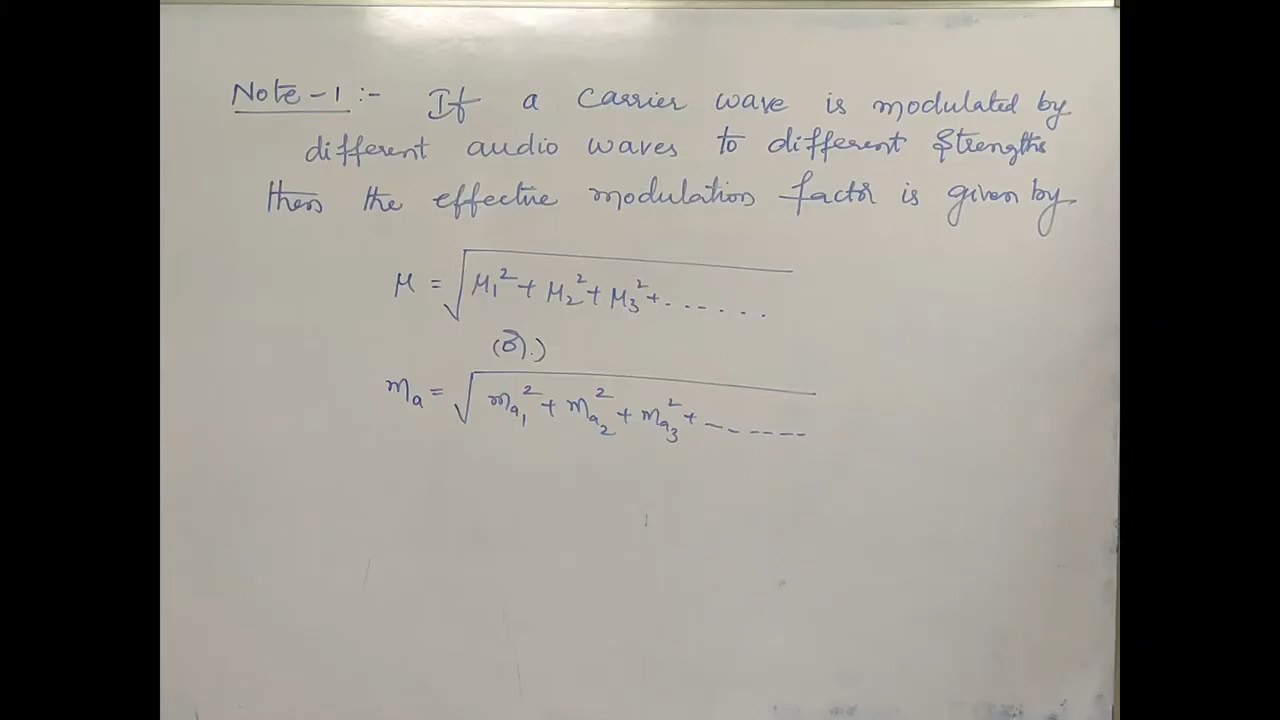 Note-1 :- If a carrier wave is modulated by
different audio waves to different strengths
then the effective modulation factor is given by
μ = √(μ₁² + μ₂² + μ₃² + .......)
(or)
mₐ = √(mₐ₁² + mₐ₂² + mₐ₃² + -------)